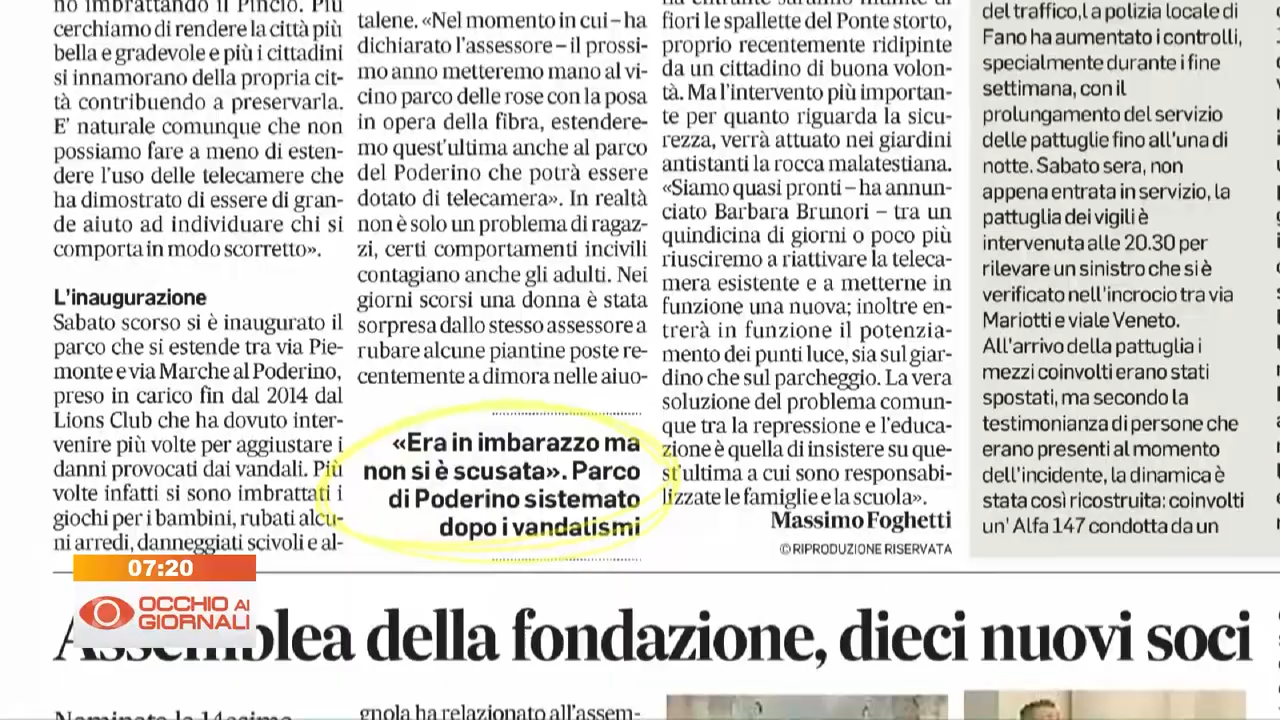 no imbrattando il Pincio. Più
cerchiamo di rendere la città più
bella e gradevole e più i cittadini
si innamorano della propria cit-
tà contribuendo a preservarla.
E' naturale comunque che non
possiamo fare a meno di esten-
dere l'uso delle telecamere che
ha dimostrato di essere di gran-
de aiuto ad individuare chi si
comporta in modo scorretto».
L'inaugurazione
Sabato scorso si è inaugurato il
parco che si estende tra via Pie-
monte e via Marche al Poderino,
preso in carico fin dal 2014 dal
Lions Club che ha dovuto inter-
venire più volte per aggiustare i
danni provocati dai vandali. Più
volte infatti si sono imbrattati i
giochi per i bambini, rubati alcu-
ni arredi, danneggiati scivoli e al-
talene. «Nel momento in cui – ha
dichiarato l'assessore – il prossi-
mo anno metteremo mano al vi-
cino parco delle rose con la posa
in opera della fibra, estendere-
mo quest'ultima anche al parco
del Poderino che potrà essere
dotato di telecamera». In realtà
non è solo un problema di ragaz-
zi, certi comportamenti incivili
contagiano anche gli adulti. Nei
giorni scorsi una donna è stata
sorpresa dallo stesso assessore a
rubare alcune piantine poste re-
centemente a dimora nelle aiuo-
«Era in imbarazzo ma
non si è scusata». Parco
di Poderino sistemato
dopo i vandalismi
fiori le spallette del Ponte storto,
proprio recentemente ridipinte
da un cittadino di buona volon-
tà. Ma l'intervento più importan-
te per quanto riguarda la sicu-
rezza, verrà attuato nei giardini
antistanti la rocca malatestiana.
«Siamo quasi pronti – ha annun-
ciato Barbara Brunori – tra un
quindicina di giorni o poco più
riusciremo a riattivare la teleca-
mera esistente e a metterne in
funzione una nuova; inoltre en-
trerà in funzione il potenzia-
mento dei punti luce, sia sul giar-
dino che sul parcheggio. La vera
soluzione del problema comun-
que tra la repressione e l'educa-
zione è quella di insistere su que-
st'ultima a cui sono responsabi-
lizzate le famiglie e la scuola».
Massimo Foghetti
©RIPRODUZIONE RISERVATA
del traffico,l a polizia locale di
Fano ha aumentato i controlli,
specialmente durante i fine
settimana, con il
prolungamento del servizio
delle pattuglie fino all'una di
notte. Sabato sera, non
appena entrata in servizio, la
pattuglia dei vigili è
intervenuta alle 20.30 per
rilevare un sinistro che si è
verificato nell'incrocio tra via
Mariotti e viale Veneto.
All'arrivo della pattuglia i
mezzi coinvolti erano stati
spostati, ma secondo la
testimonianza di persone che
erano presenti al momento
dell'incidente, la dinamica è
stata così ricostruita: coinvolti
un' Alfa 147 condotta da un
07:20
OCCHIO AI
GIORNALI
della fondazione, dieci nuovi soci
gnola ha relazionato all'assem-